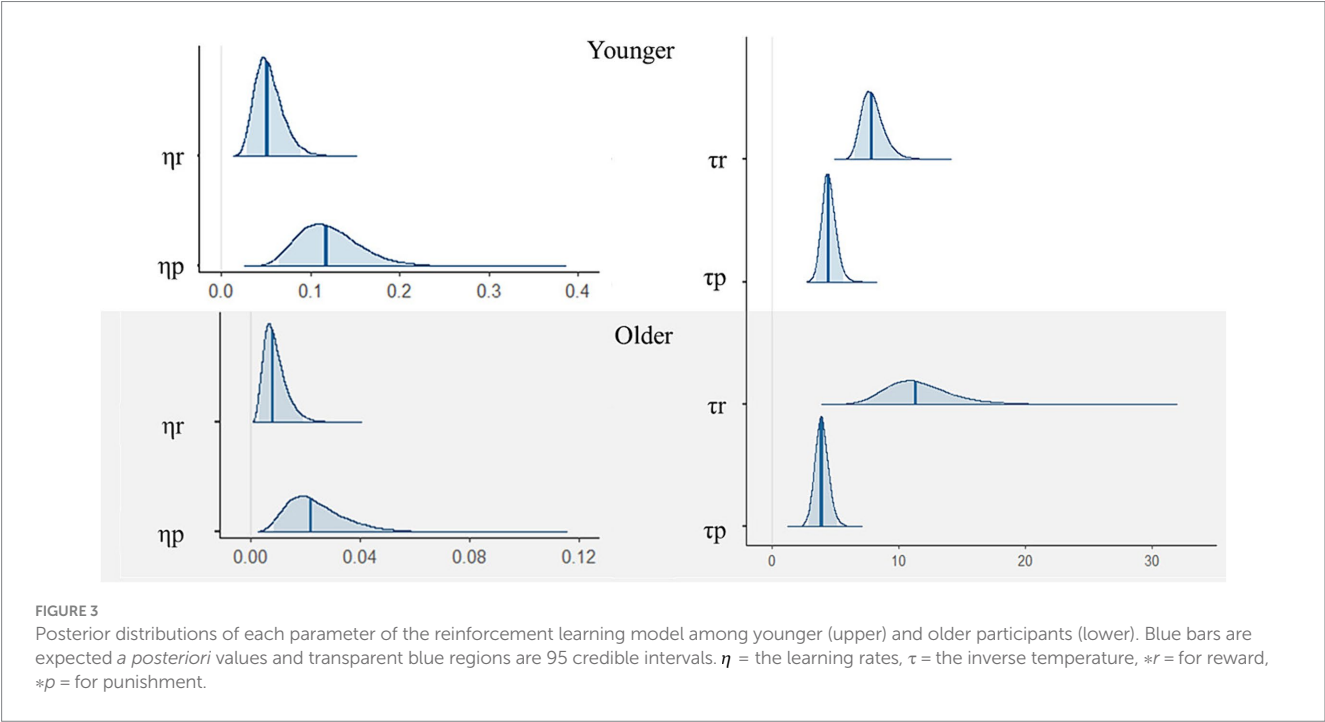 Younger
ηr
ηp
0.0 0.1 0.2 0.3 0.4
τr
τp
Older
ηr
ηp
0.00 0.04 0.08 0.12
τr
τp
0 10 20 30
FIGURE 3
Posterior distributions of each parameter of the reinforcement learning model among younger (upper) and older participants (lower). Blue bars are
expected a posteriori values and transparent blue regions are 95 credible intervals. η = the learning rates, τ = the inverse temperature, *r = for reward,
*p = for punishment.